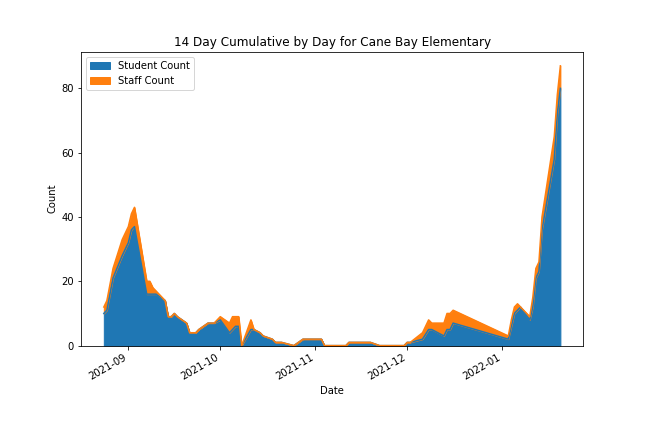 14 Day Cumulative by Day for Cane Bay Elementary
Student Count
Staff Count
80
60
40
20
0
Count
2021-09
2021-10
2021-11
2021-12
2022-01
Date